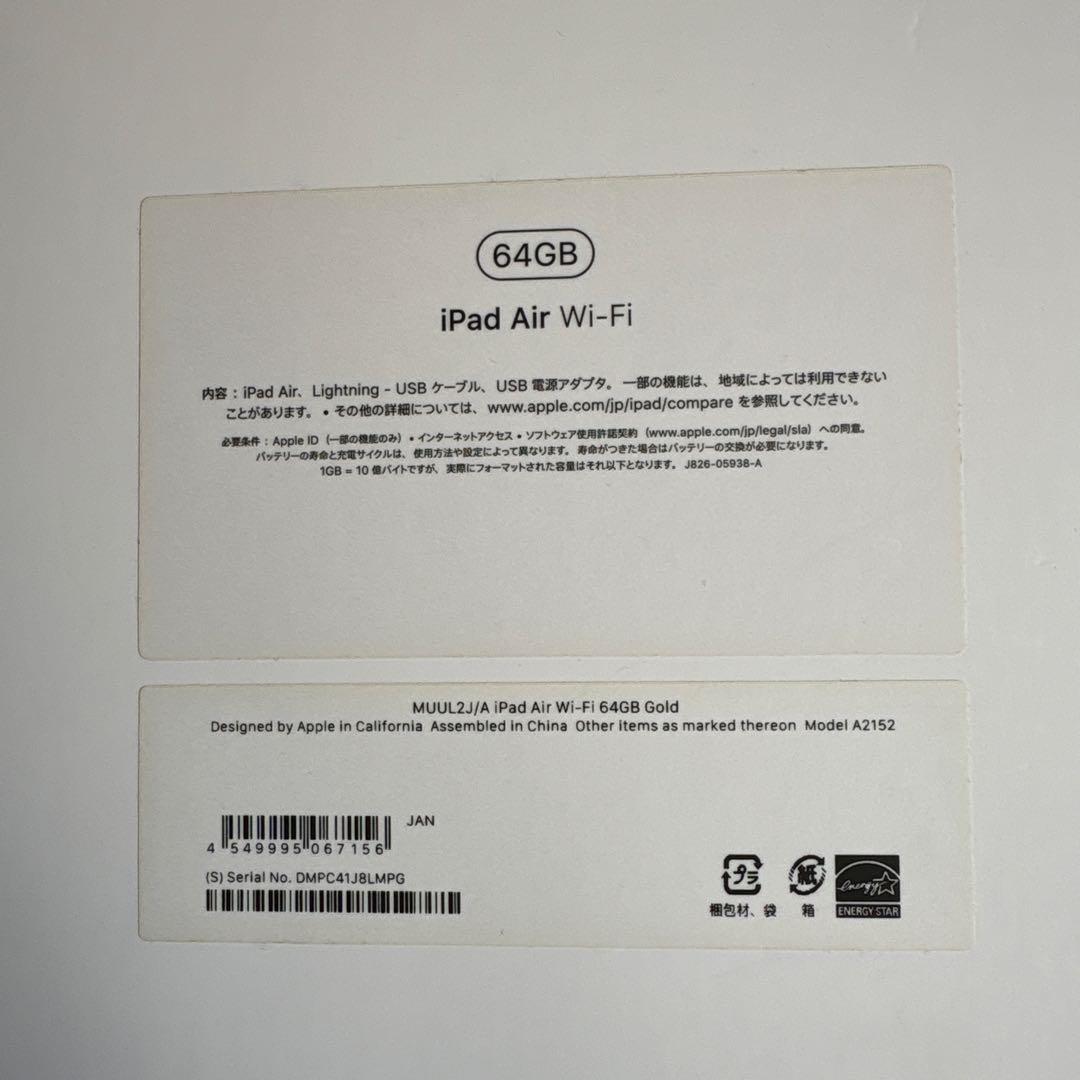 64GB
iPad Air Wi-Fi
内容：iPad Air、Lightning - USB ケーブル、USB 電源アダプタ。一部の機能は、地域によっては利用できない
ことがあります。• その他の詳細については、www.apple.com/jp/ipad/compare を参照してください。
必要条件：Apple ID（一部の機能のみ）• インターネットアクセス • ソフトウェア使用許諾契約（www.apple.com/jp/legal/sla）への同意。
バッテリーの寿命と充電サイクルは、使用方法や設定によって異なります。寿命がつきた場合はバッテリーの交換が必要になります。
1GB = 10 億バイトですが、実際にフォーマットされた容量はそれ以下となります。J826-05938-A
MUUL2J/A iPad Air Wi-Fi 64GB Gold
Designed by Apple in California Assembled in China Other items as marked thereon Model A2152
JAN
4 549995 067156
(S) Serial No. DMPC41J8LMPG
プラ
梱包材、袋
紙
箱
energy
ENERGY STAR